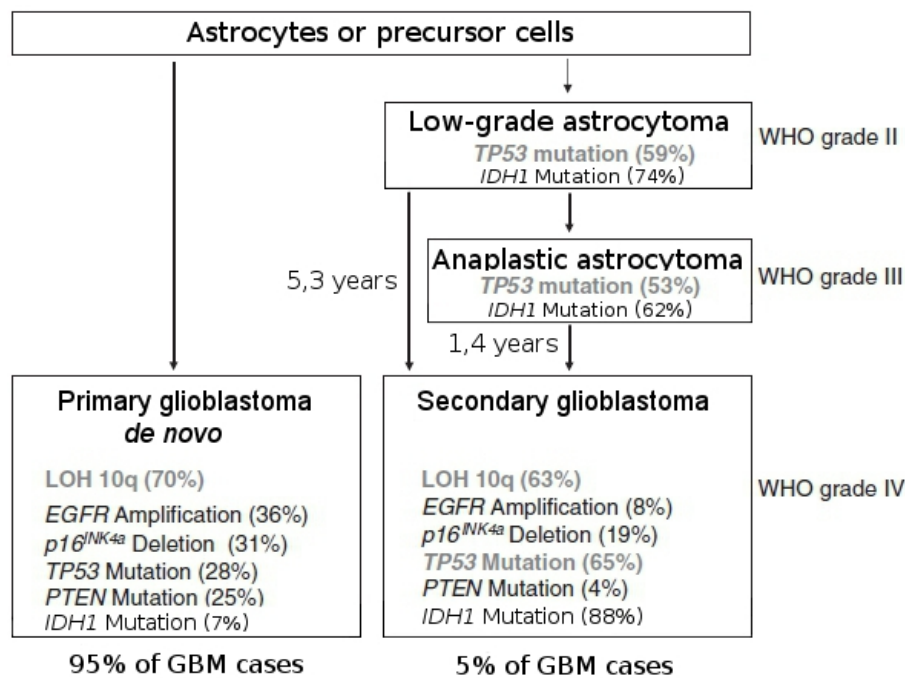 Astrocytes or precursor cells
Low-grade astrocytoma
TP53 mutation (59%)
IDH1 Mutation (74%)
WHO grade II
Anaplastic astrocytoma
TP53 mutation (53%)
IDH1 Mutation (62%)
WHO grade III
5,3 years
1,4 years
Primary glioblastoma
de novo
LOH 10q (70%)
EGFR Amplification (36%)
p16INK4a Deletion (31%)
TP53 Mutation (28%)
PTEN Mutation (25%)
IDH1 Mutation (7%)
95% of GBM cases
Secondary glioblastoma
LOH 10q (63%)
EGFR Amplification (8%)
p16INK4a Deletion (19%)
TP53 Mutation (65%)
PTEN Mutation (4%)
IDH1 Mutation (88%)
WHO grade IV
5% of GBM cases